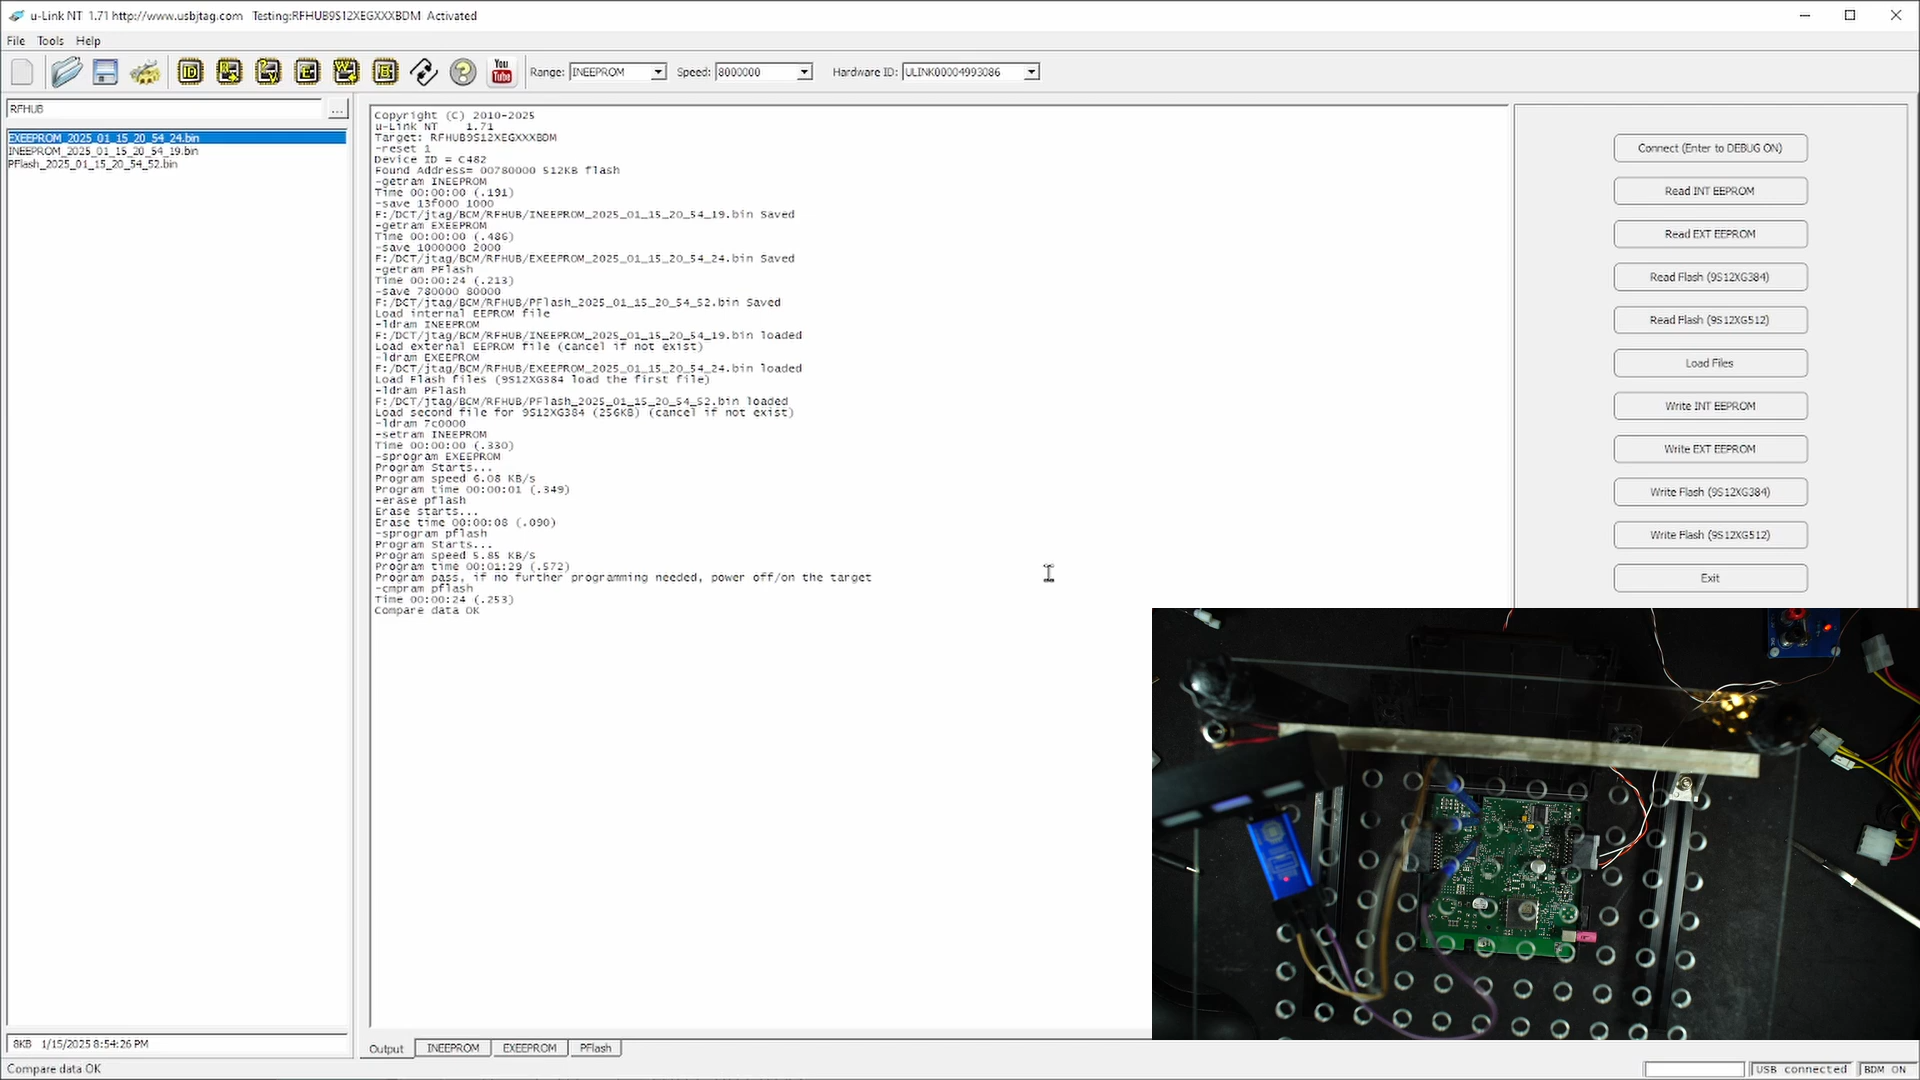 u-Link NT 1.71 http://www.usbjtag.com Testing:RFHUB9S12XEGXXXBDM Activated
File Tools Help
You
Tube
Range: INEEPROM Speed: 8000000 Hardware ID: ULINK00004993086
RFHUB
...
EXEEPROM_2025_01_15_20_54_24.bin
INEEPROM_2025_01_15_20_54_19.bin
PFlash_2025_01_15_20_54_52.bin
Copyright (C) 2010-2025
u-Link NT 1.71
Target: RFHUB9S12XEGXXXBDM
-reset 1
Device ID = C482
Found Address= 00780000 512KB flash
-getram INEEPROM
Time 00:00:00 (.191)
-save 13f000 1000
F:/DCT/jtag/BCM/RFHUB/INEEPROM_2025_01_15_20_54_19.bin Saved
-getram EXEEPROM
Time 00:00:00 (.486)
-save 1000000 2000
F:/DCT/jtag/BCM/RFHUB/EXEEPROM_2025_01_15_20_54_24.bin Saved
-getram PFlash
Time 00:00:24 (.213)
-save 780000 80000
F:/DCT/jtag/BCM/RFHUB/PFlash_2025_01_15_20_54_52.bin Saved
Load internal EEPROM file
-ldram INEEPROM
F:/DCT/jtag/BCM/RFHUB/INEEPROM_2025_01_15_20_54_19.bin loaded
Load external EEPROM file (cancel if not exist)
-ldram EXEEPROM
F:/DCT/jtag/BCM/RFHUB/EXEEPROM_2025_01_15_20_54_24.bin loaded
Load Flash files (9S12XG384 load the first file)
-ldram PFlash
F:/DCT/jtag/BCM/RFHUB/PFlash_2025_01_15_20_54_52.bin loaded
Load second file for 9S12XG384 (256KB) (cancel if not exist)
-ldram 7c0000
-setram INEEPROM
Time 00:00:00 (.330)
-sprogram EXEEPROM
Program Starts...
Program speed 6.08 KB/s
Program time 00:00:01 (.349)
-erase pflash
Erase starts...
Erase time 00:00:08 (.090)
-sprogram pflash
Program Starts...
Program speed 5.85 KB/s
Program time 00:01:29 (.572)
Program pass, if no further programming needed, power off/on the target
-cmpram pflash
Time 00:00:24 (.253)
Compare data OK
Connect (Enter to DEBUG ON)
Read INT EEPROM
Read EXT EEPROM
Read Flash (9S12XG384)
Read Flash (9S12XG512)
Load Files
Write INT EEPROM
Write EXT EEPROM
Write Flash (9S12XG384)
Write Flash (9S12XG512)
Exit
8KB 1/15/2025 8:54:26 PM
Output INEEPROM EXEEPROM PFlash
Compare data OK
USB connected BDM ON